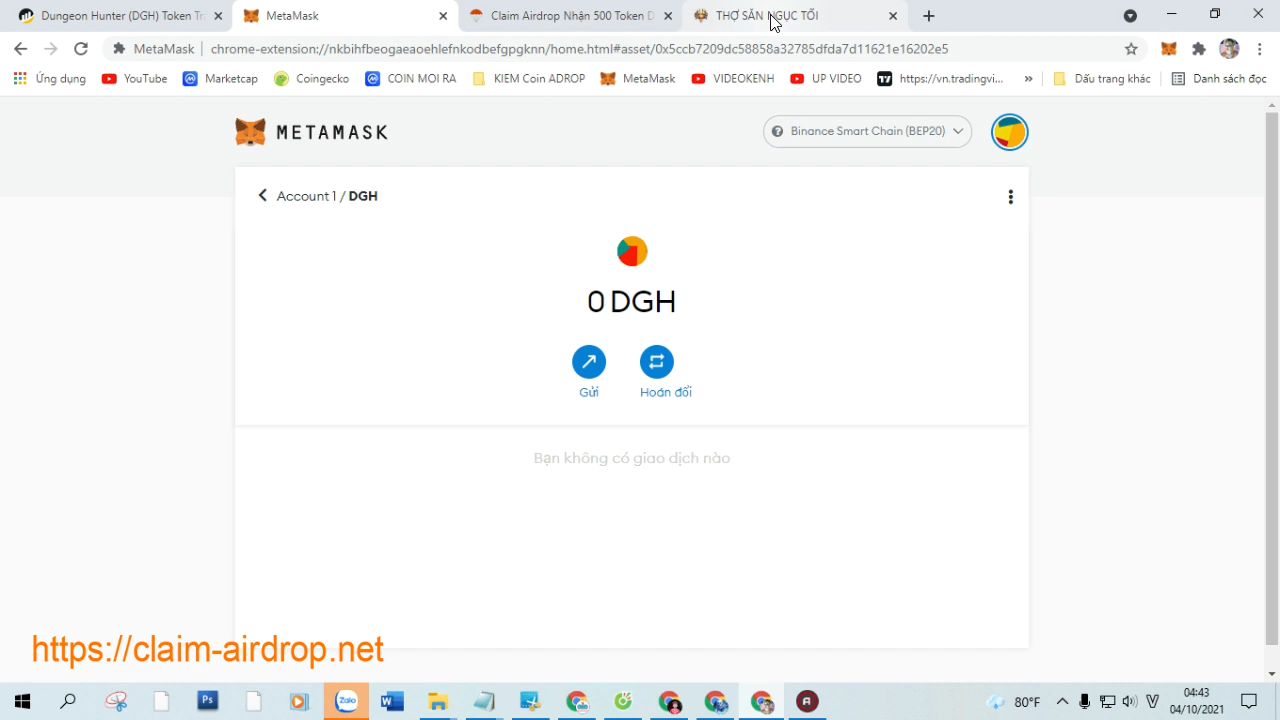 Dungeon Hunter (DGH) Token Tra
MetaMask
Claim Airdrop Nhận 500 Token D
THỢ SĂN NGỤC TỐI
MetaMask
chrome-extension://nkbihfbeogaeaoehlefnkodbefgpgknn/home.html#asset/0x5ccb7209dc58858a32785dfda7d11621e16202e5
Ứng dụng
YouTube
Marketcap
Coingecko
COIN MOI RA
KIEM Coin ADROP
MetaMask
VIDEOKENH
UP VIDEO
https://vn.tradingvi...
»
Dấu trang khác
Danh sách đọc
METAMASK
Binance Smart Chain (BEP20)
Account 1 / DGH
0 DGH
Gửi
Hoán đổi
Bạn không có giao dịch nào
https://claim-airdrop.net
Ps
Zalo
80°F
04:43
04/10/2021